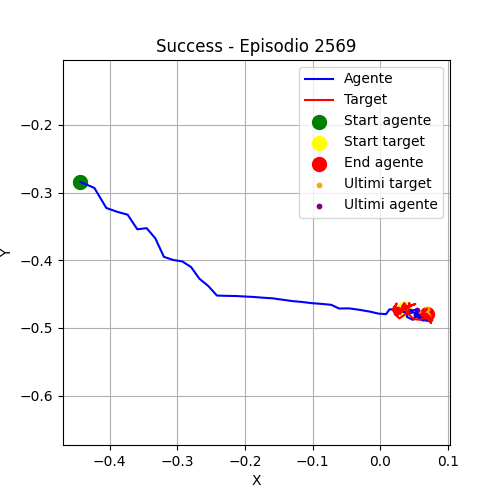 Success - Episodio 2569
Agente
Target
Start agente
Start target
End agente
Ultimi target
Ultimi agente
−0.2
−0.3
−0.4
−0.5
−0.6
Y
−0.4 −0.3 −0.2 −0.1 0.0 0.1
X